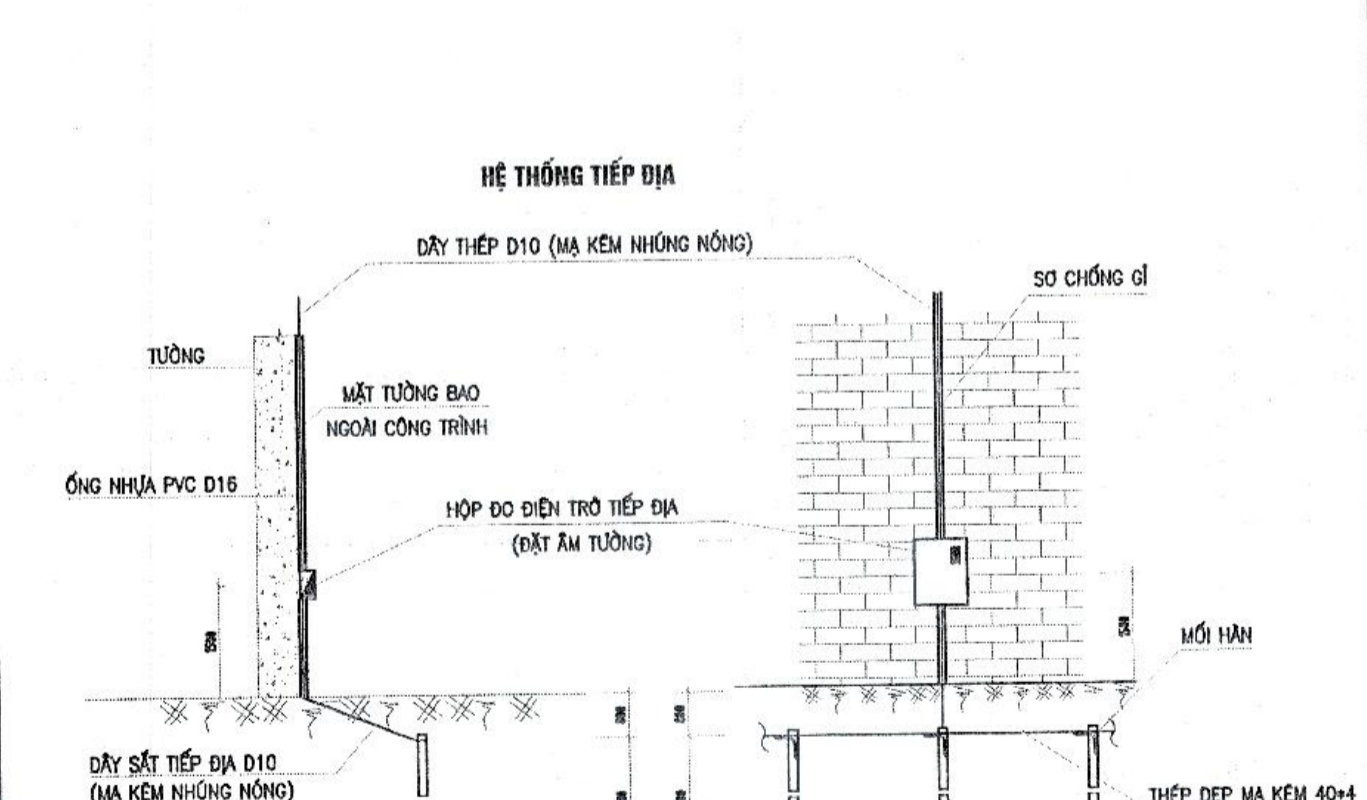 HỆ THỐNG TIẾP ĐỊA
DÂY THÉP D10 (MẠ KẼM NHÚNG NÓNG)
SƠ CHỐNG GỈ
TƯỜNG
MẶT TƯỜNG BAO
NGOÀI CÔNG TRÌNH
ỐNG NHỰA PVC D16
HỘP ĐO ĐIỆN TRỞ TIẾP ĐỊA
(ĐẶT ÂM TƯỜNG)
MỐI HÀN
DÂY SẮT TIẾP ĐỊA D10
(MẠ KẼM NHÚNG NÓNG)
THÉP DẸP MẠ KẼM 40*4